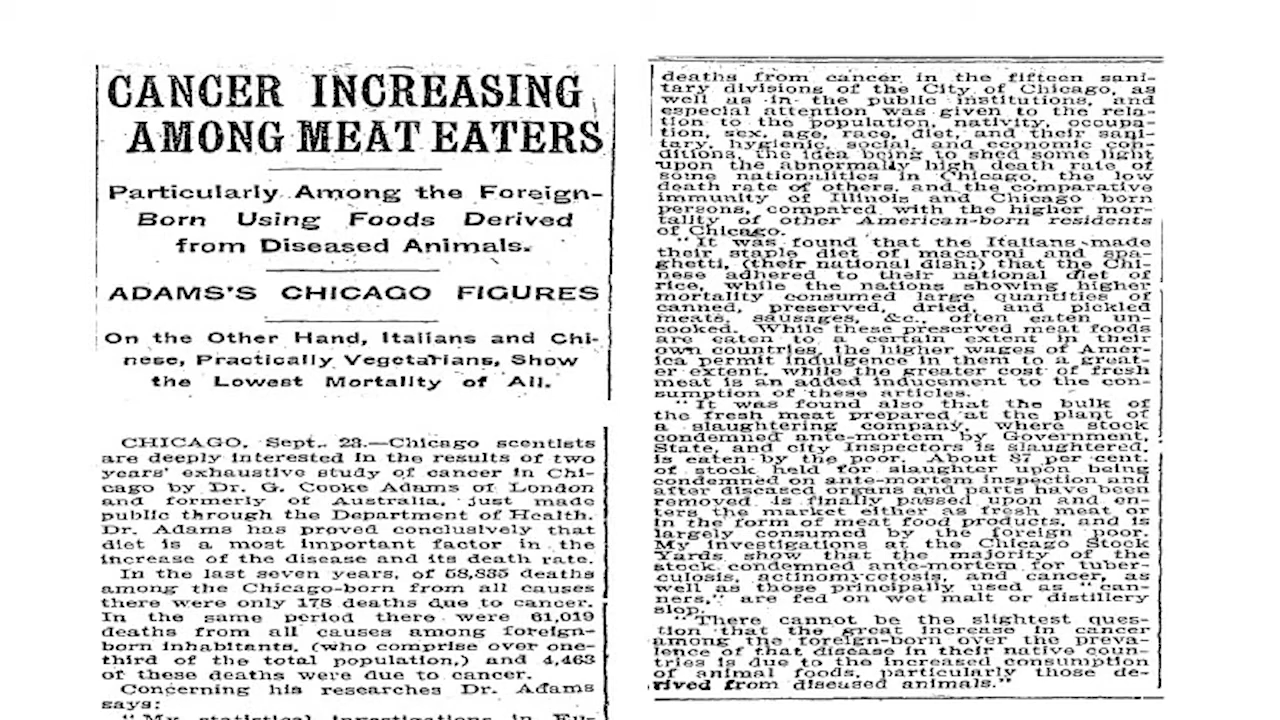 CANCER INCREASING
AMONG MEAT EATERS
Particularly Among the Foreign-
Born Using Foods Derived
from Diseased Animals.
ADAMS'S CHICAGO FIGURES
On the Other Hand, Italians and Chi-
nese, Practically Vegetarians, Show
the Lowest Mortality of All.
CHICAGO, Sept. 23.—Chicago scentists
are deeply interested in the results of two
years' exhaustive study of cancer in Chi-
cago by Dr. G. Cooke Adams of London
and formerly of Australia, just made
public through the Department of Health.
Dr. Adams has proved conclusively that
diet is a most important factor in the
increase of the disease and its death rate.
In the last seven years, of 58,835 deaths
among the Chicago-born from all causes
there were only 178 deaths due to cancer.
In the same period there were 61,019
deaths from all causes among foreign-
born inhabitants, (who comprise over one-
third of the total population,) and 4,463
of these deaths were due to cancer.
Concerning his researches Dr. Adams
says:
"My statistical investigations in Eu-
deaths from cancer in the fifteen sani-
tary divisions of the City of Chicago, as
well as in the public institutions, and
especial attention was given to the rela-
tion to the population, nativity, occupa-
tion, sex, age, race, diet, and their sani-
tary, hygienic, social, and economic con-
ditions, the idea being to shed some light
upon the abnormally high death rate of
some nationalities in Chicago, the low
death rate of others, and the comparative
immunity of Illinois and Chicago born
persons, compared with the higher mor-
tality of other American-born residents
of Chicago.
"It was found that the Italians made
their staple diet of macaroni and spa-
ghetti, (their national dish;) that the Chi-
nese adhered to their national diet of
rice, while the nations showing higher
mortality consumed large quantities of
canned, preserved, dried, and pickled
meats, sausages, &c., often eaten un-
cooked. While these preserved meat foods
are eaten to a certain extent in their
own countries, the higher wages of Amer-
ica permit indulgence in them to a great-
er extent, while the greater cost of fresh
meat is an added inducement to the con-
sumption of these articles.
"It was found also that the bulk of
the fresh meat prepared at the plant of
a slaughtering company, where stock
condemned ante-mortem by Government,
State, and city Inspectors is slaughtered,
is eaten by the poor. About 87 per cent.
of stock held for slaughter upon being
condemned on ante-mortem inspection and
after diseased organs and parts have been
removed is finally passed upon and en-
ters the market either as fresh meat or
in the form of meat food products, and is
largely consumed by the foreign poor.
My investigations at the Chicago Stock
Yards show that the majority of the
stock condemned ante-mortem for tuber-
culosis, actinomycetosis, and cancer, as
well as those principally used as "can-
ners," are fed on wet malt or distillery
slop.
"There cannot be the slightest ques-
tion that the great increase in cancer
among the foreign-born over the preva-
lence of that disease in their native coun-
tries is due to the increased consumption
of animal foods, particularly those de-
rived from diseased animals."